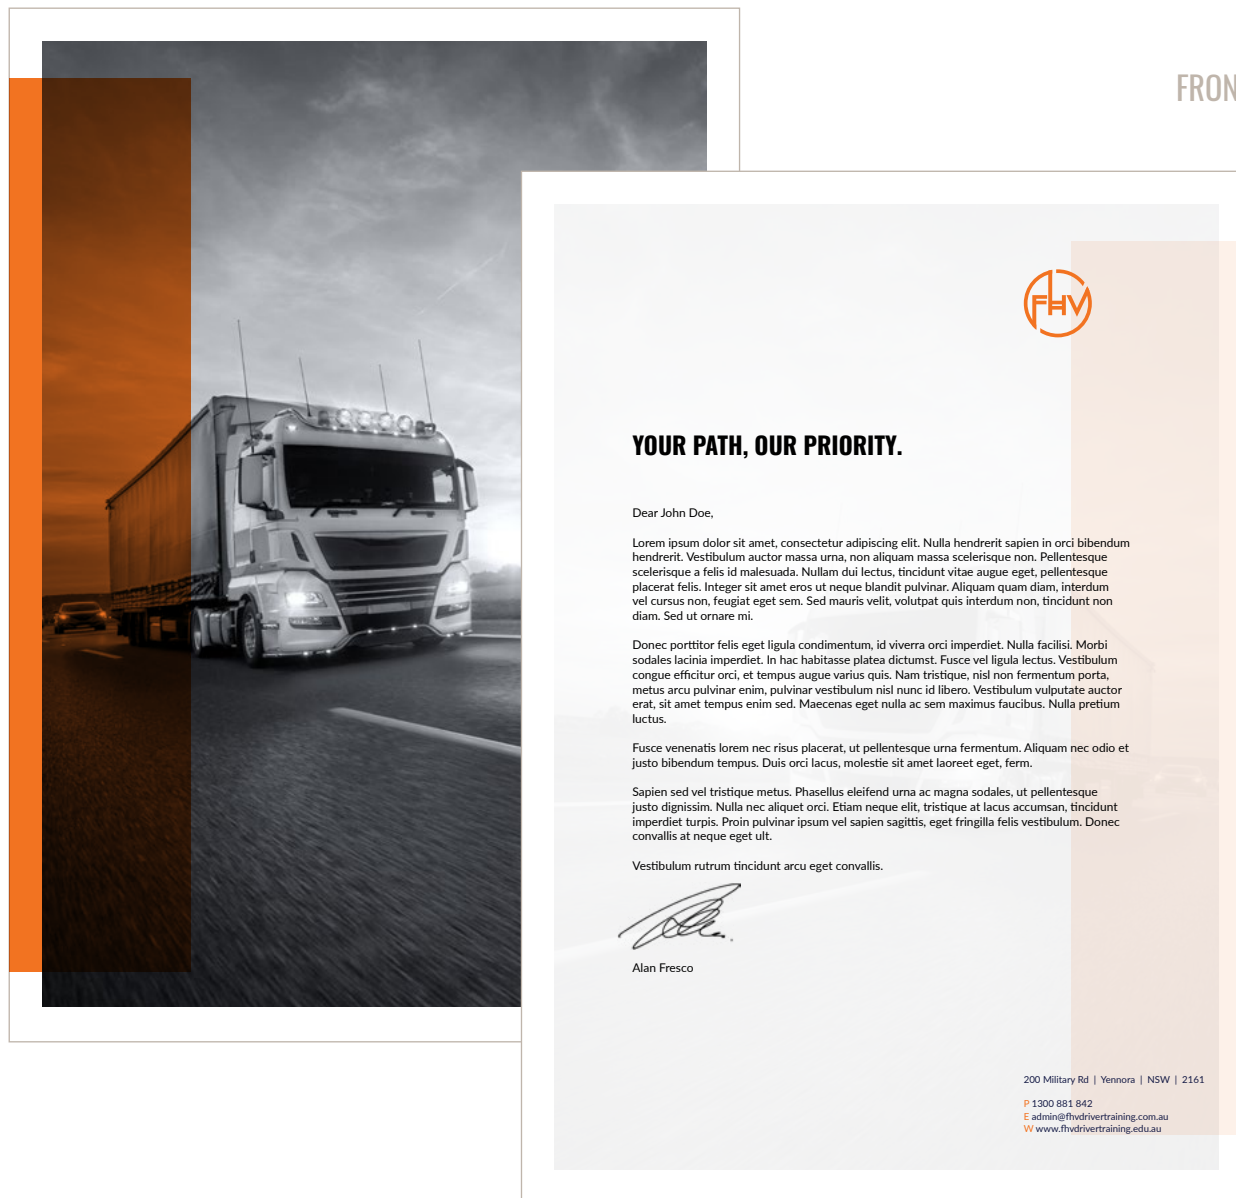 FRON
FHV
YOUR PATH, OUR PRIORITY.
Dear John Doe,
Lorem ipsum dolor sit amet, consectetur adipiscing elit. Nulla hendrerit sapien in orci bibendum
hendrerit. Vestibulum auctor massa urna, non aliquam massa scelerisque non. Pellentesque
scelerisque a felis id malesuada. Nullam dui lectus, tincidunt vitae augue eget, pellentesque
placerat felis. Integer sit amet eros ut neque blandit pulvinar. Aliquam quam diam, interdum
vel cursus non, feugiat eget sem. Sed mauris velit, volutpat quis interdum non, tincidunt non
diam. Sed ut ornare mi.
Donec porttitor felis eget ligula condimentum, id viverra orci imperdiet. Nulla facilisi. Morbi
sodales lacinia imperdiet. In hac habitasse platea dictumst. Fusce vel ligula lectus. Vestibulum
congue efficitur orci, et tempus augue varius quis. Nam tristique, nisl non fermentum porta,
metus arcu pulvinar enim, pulvinar vestibulum nisl nunc id libero. Vestibulum vulputate auctor
erat, sit amet tempus enim sed. Maecenas eget nulla ac sem maximus faucibus. Nulla pretium
luctus.
Fusce venenatis lorem nec risus placerat, ut pellentesque urna fermentum. Aliquam nec odio et
justo bibendum tempus. Duis orci lacus, molestie sit amet laoreet eget, ferm.
Sapien sed vel tristique metus. Phasellus eleifend urna ac magna sodales, ut pellentesque
justo dignissim. Nulla nec aliquet orci. Etiam neque elit, tristique at lacus accumsan, tincidunt
imperdiet turpis. Proin pulvinar ipsum vel sapien sagittis, eget fringilla felis vestibulum. Donec
convallis at neque eget ult.
Vestibulum rutrum tincidunt arcu eget convallis.
Alan Fresco
200 Military Rd | Yennora | NSW | 2161
P 1300 881 842
E admin@fhvdrivertraining.com.au
W www.fhvdrivertraining.edu.au